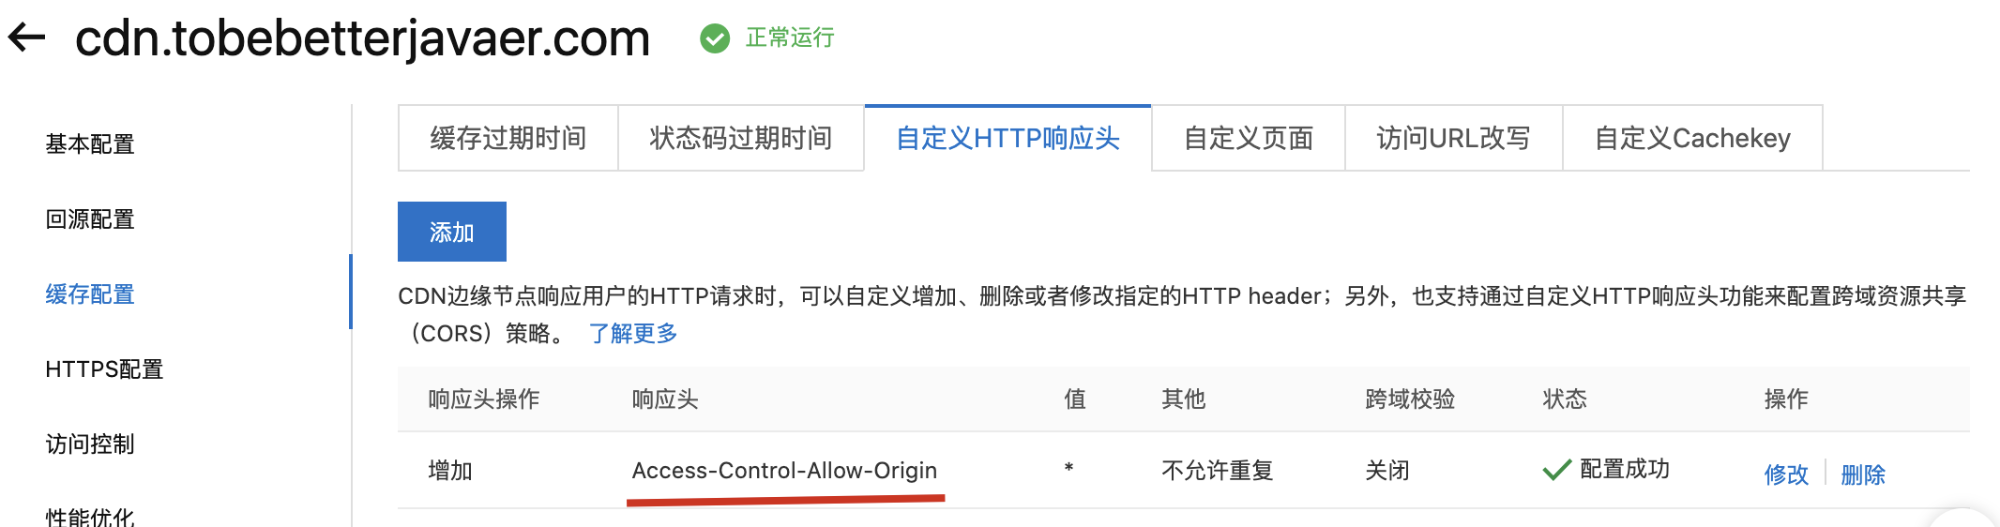 cdn.tobebetterjavaer.com 正常运行
基本配置
回源配置
缓存配置
HTTPS配置
访问控制
性能优化
缓存过期时间 状态码过期时间 自定义HTTP响应头 自定义页面 访问URL改写 自定义Cachekey
添加
CDN边缘节点响应用户的HTTP请求时，可以自定义增加、删除或者修改指定的HTTP header；另外，也支持通过自定义HTTP响应头功能来配置跨域资源共享
（CORS）策略。 了解更多
响应头操作 响应头 值 其他 跨域校验 状态 操作
增加 Access-Control-Allow-Origin * 不允许重复 关闭 配置成功 修改 删除